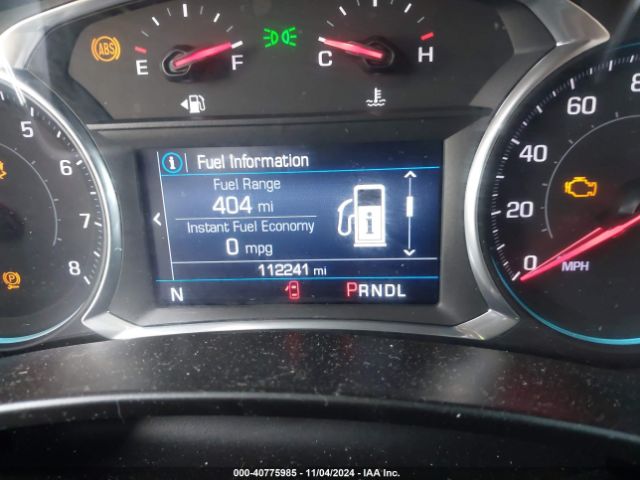 ABS
E F
C H
5
6
7
8
i Fuel Information
Fuel Range
404 mi
Instant Fuel Economy
0 mpg
i
112241 mi
N PRNDL
80
60
40
20
0
MPH
P
000-40775985 - 11/04/2024 - IAA Inc.